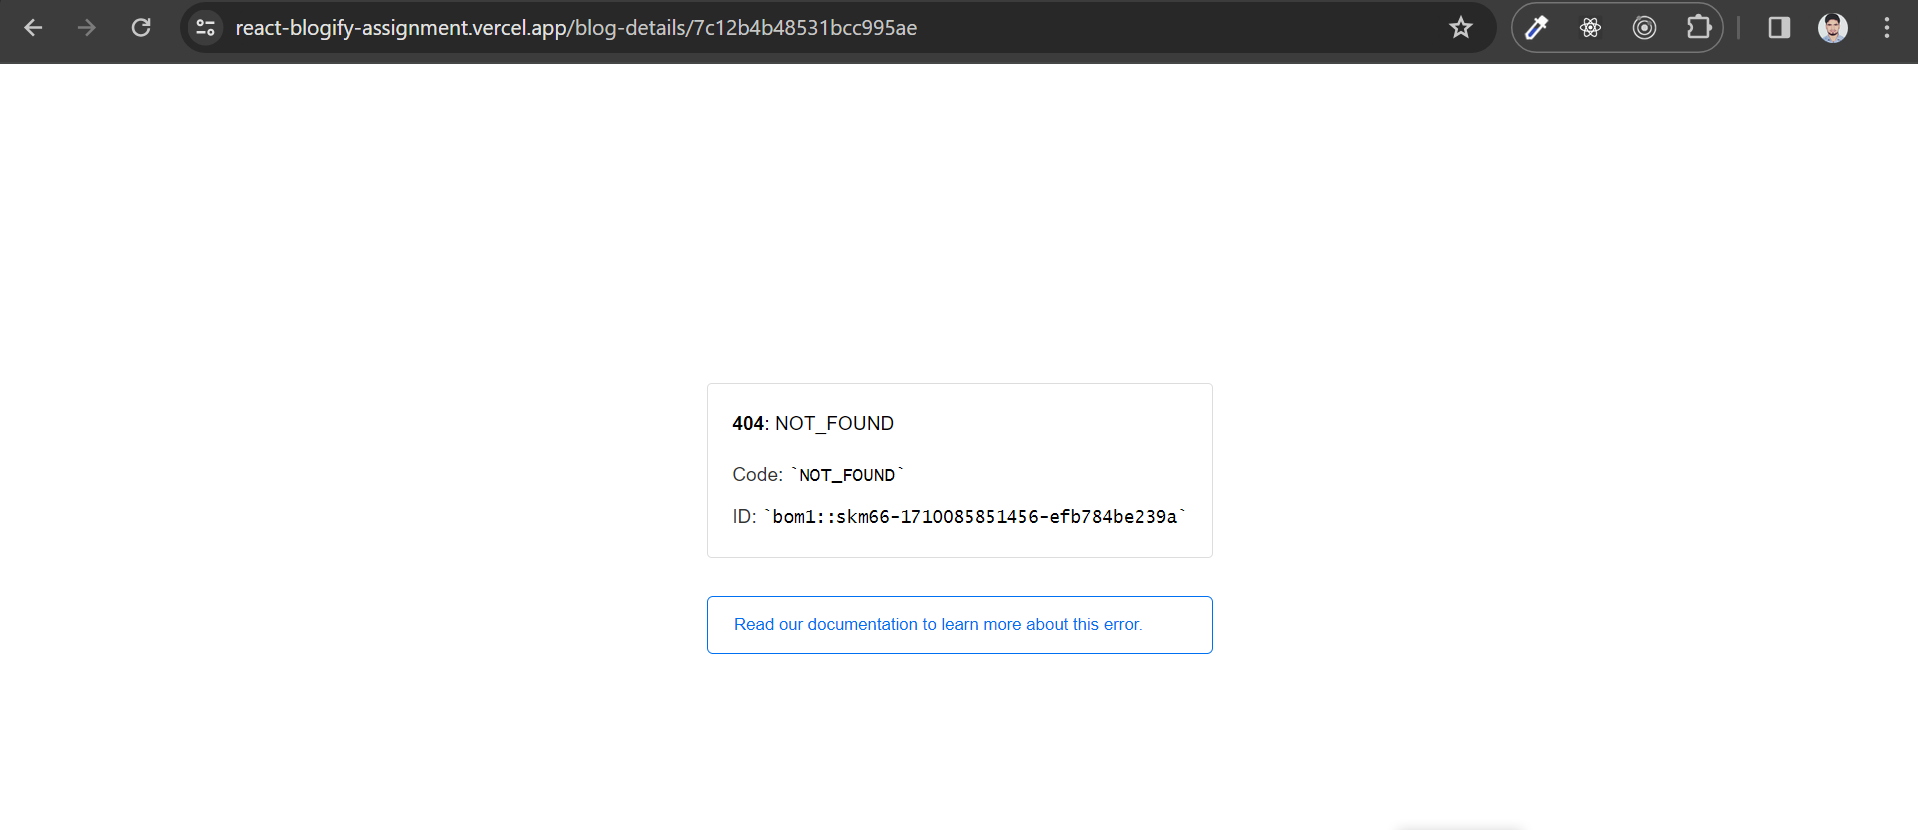 react-blogify-assignment.vercel.app/blog-details/7c12b4b48531bcc995ae
404: NOT_FOUND
Code: `NOT_FOUND`
ID: `bom1::skm66-1710085851456-efb784be239a`
Read our documentation to learn more about this error.